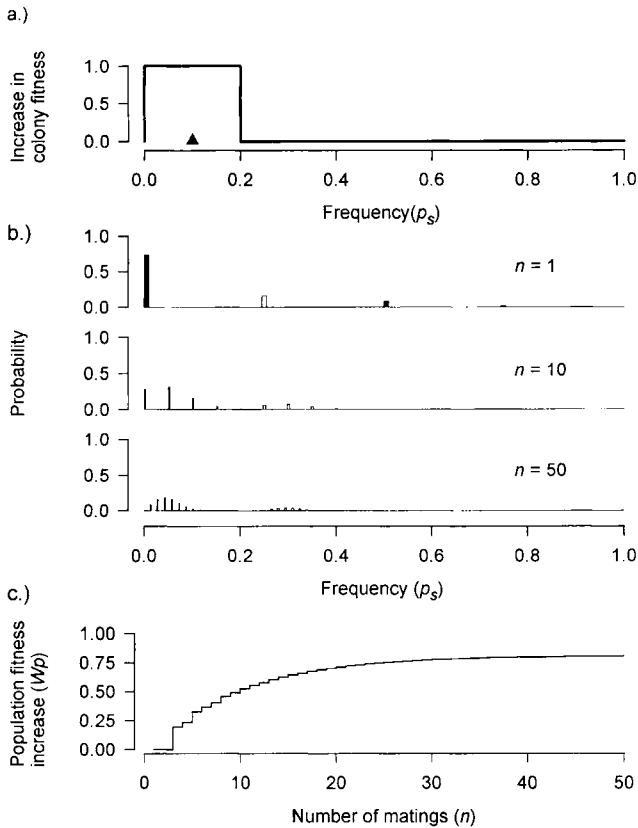 a.)
Increase in
colony fitness
1.0
0.5
0.0
0.0 0.2 0.4 0.6 0.8 1.0
Frequency(ps)
b.)
Probability
1.0
0.5
0.0
n = 1
1.0
0.5
0.0
n = 10
1.0
0.5
0.0
n = 50
0.0 0.2 0.4 0.6 0.8 1.0
Frequency (ps)
c.)
Population fitness
increase (Wp)
1.00
0.75
0.50
0.25
0.00
0 10 20 30 40 50
Number of matings (n)